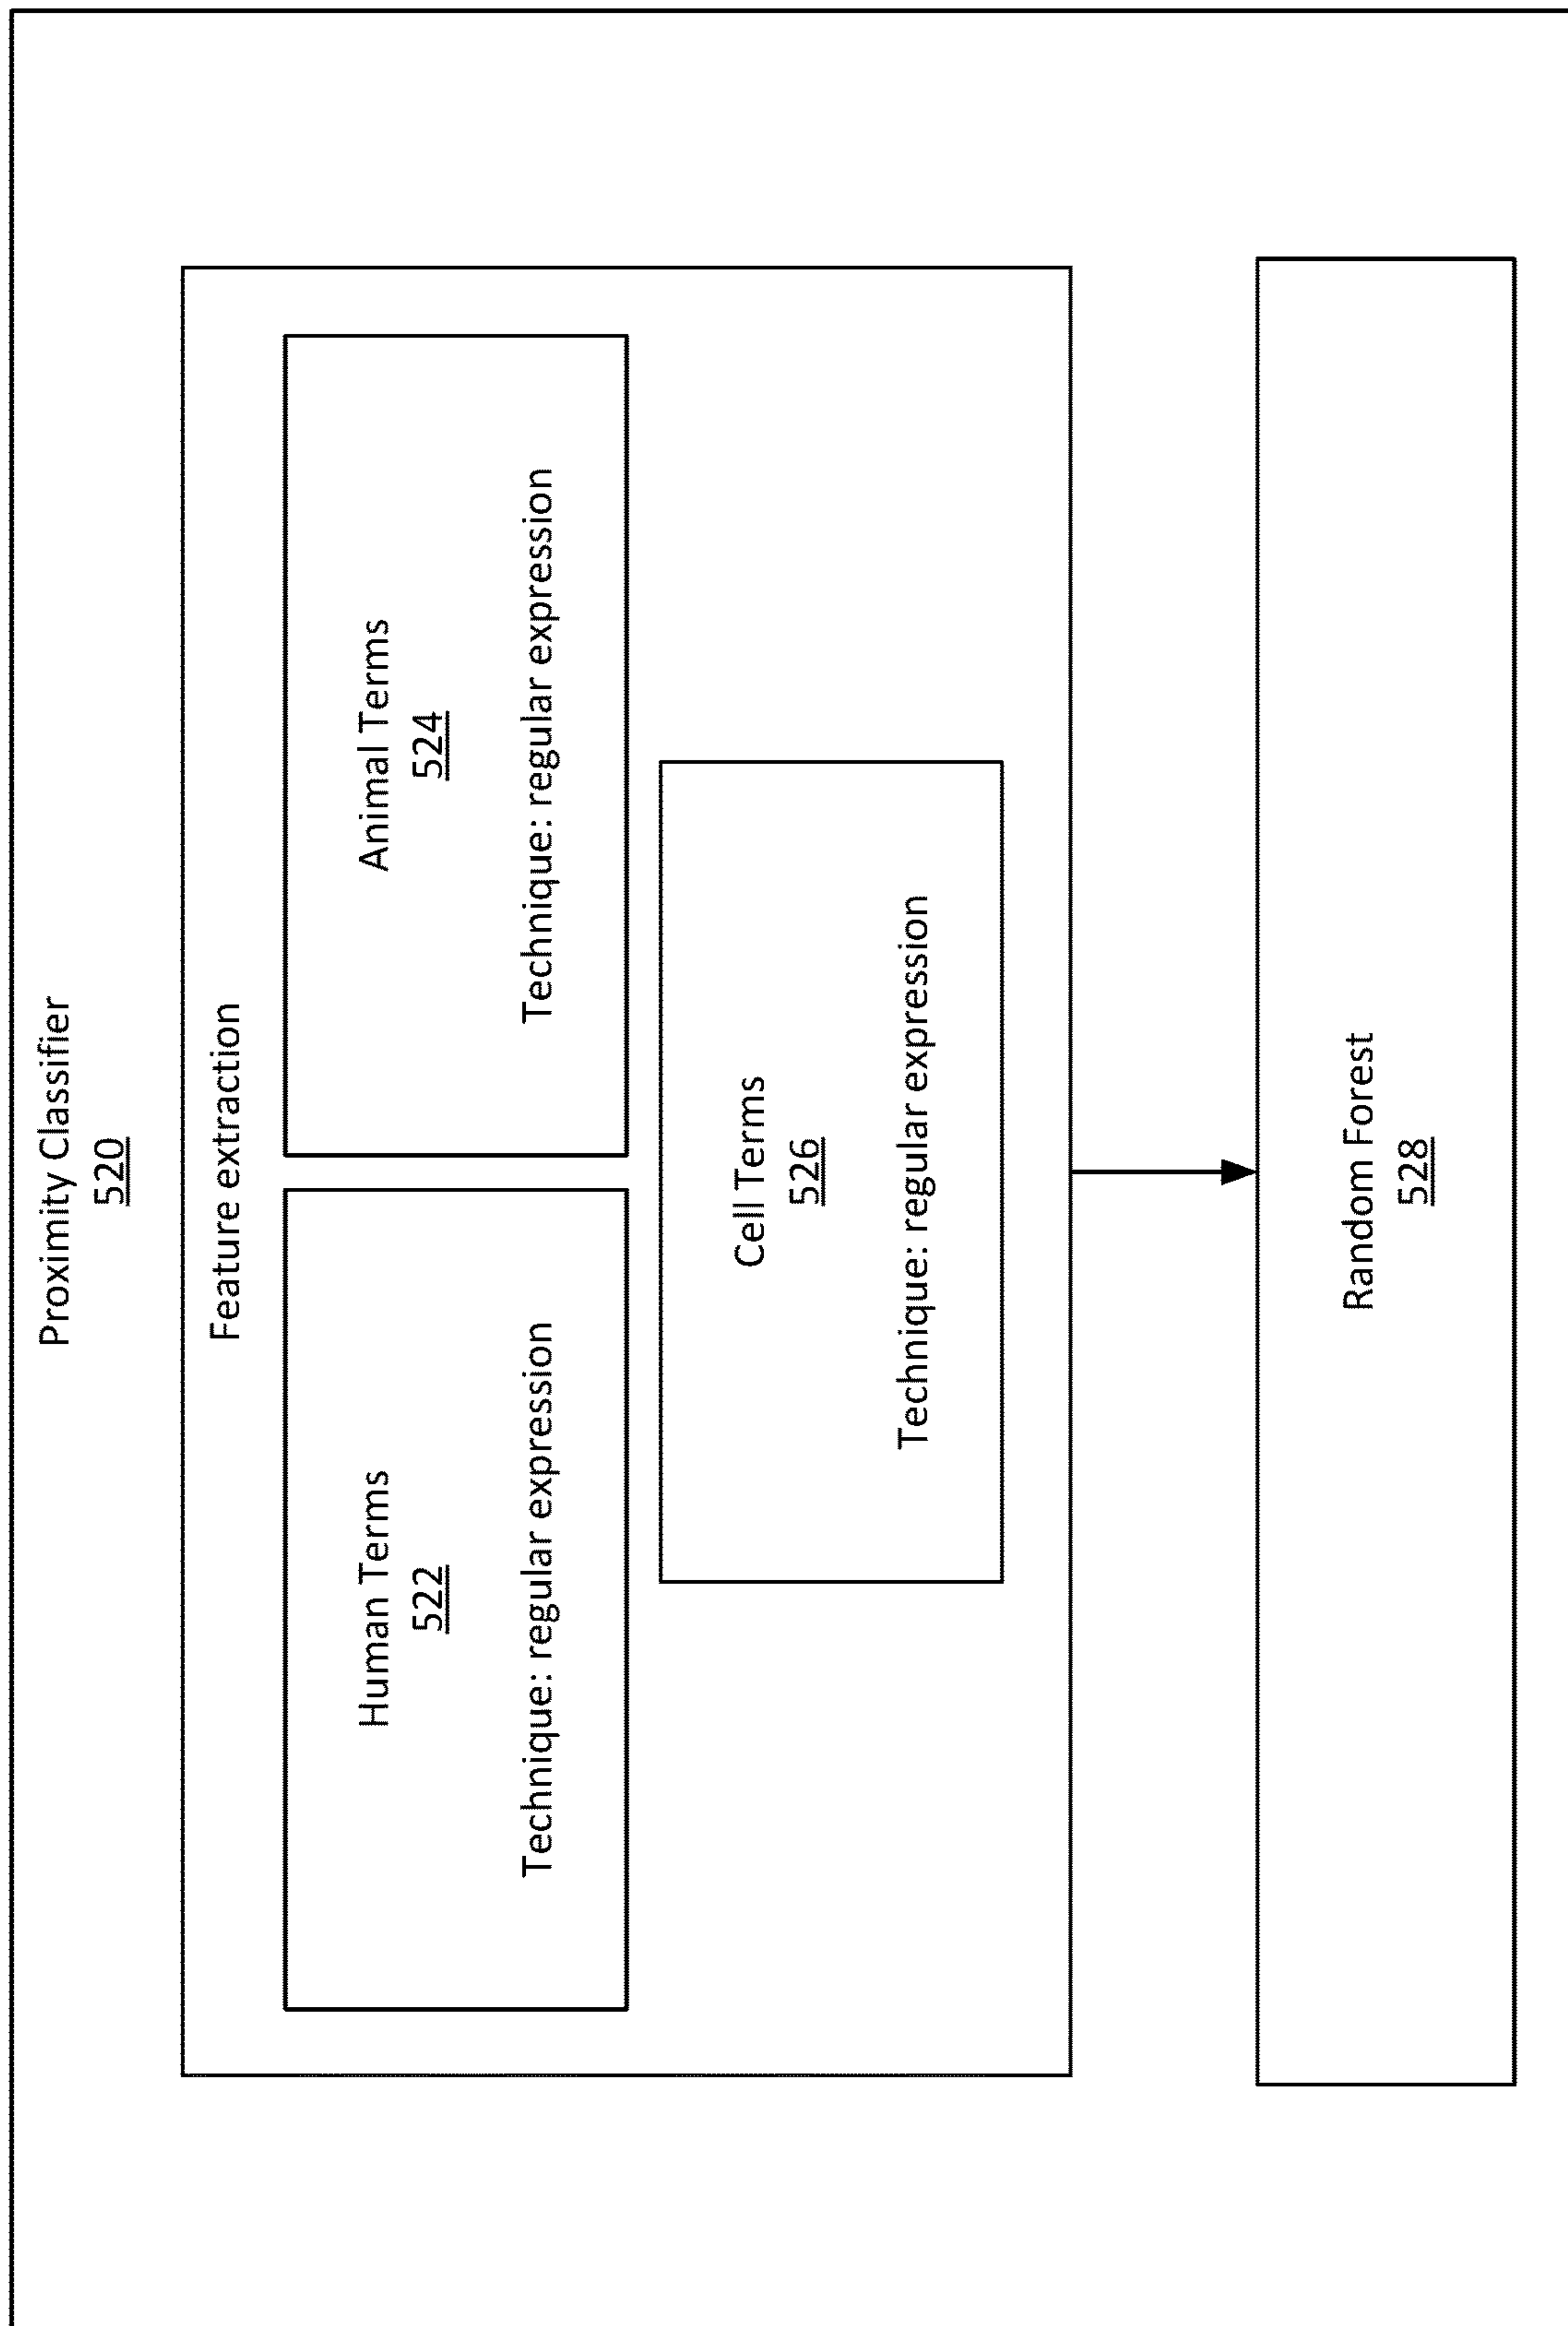 Proximity Classifier
520
Feature extraction
Human Terms
522
Technique: regular expression
Animal Terms
524
Technique: regular expression
Cell Terms
526
Technique: regular expression
Random Forest
528